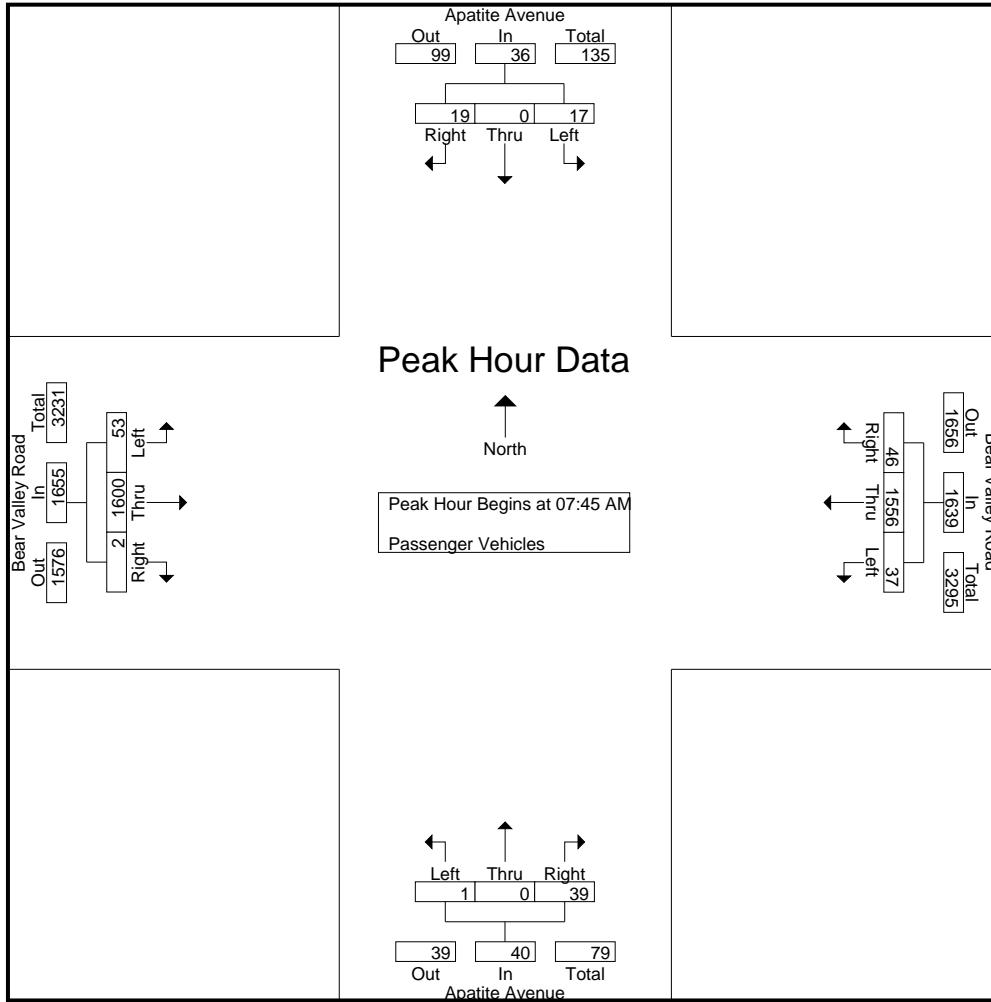 Apatite Avenue
Out In Total
99 36 135
19 0 17
Right Thru Left
Peak Hour Data
North
Peak Hour Begins at 07:45 AM
Passenger Vehicles
Bear Valley Road
Out In Total
1576 1655 3231
2 1600 53
Right Thru Left
Bear Valley Road
Out In Total
1656 1639 3295
46 1556 37
Right Thru Left
Left Thru Right
1 0 39
39 40 79
Out In Total
Apatite Avenue